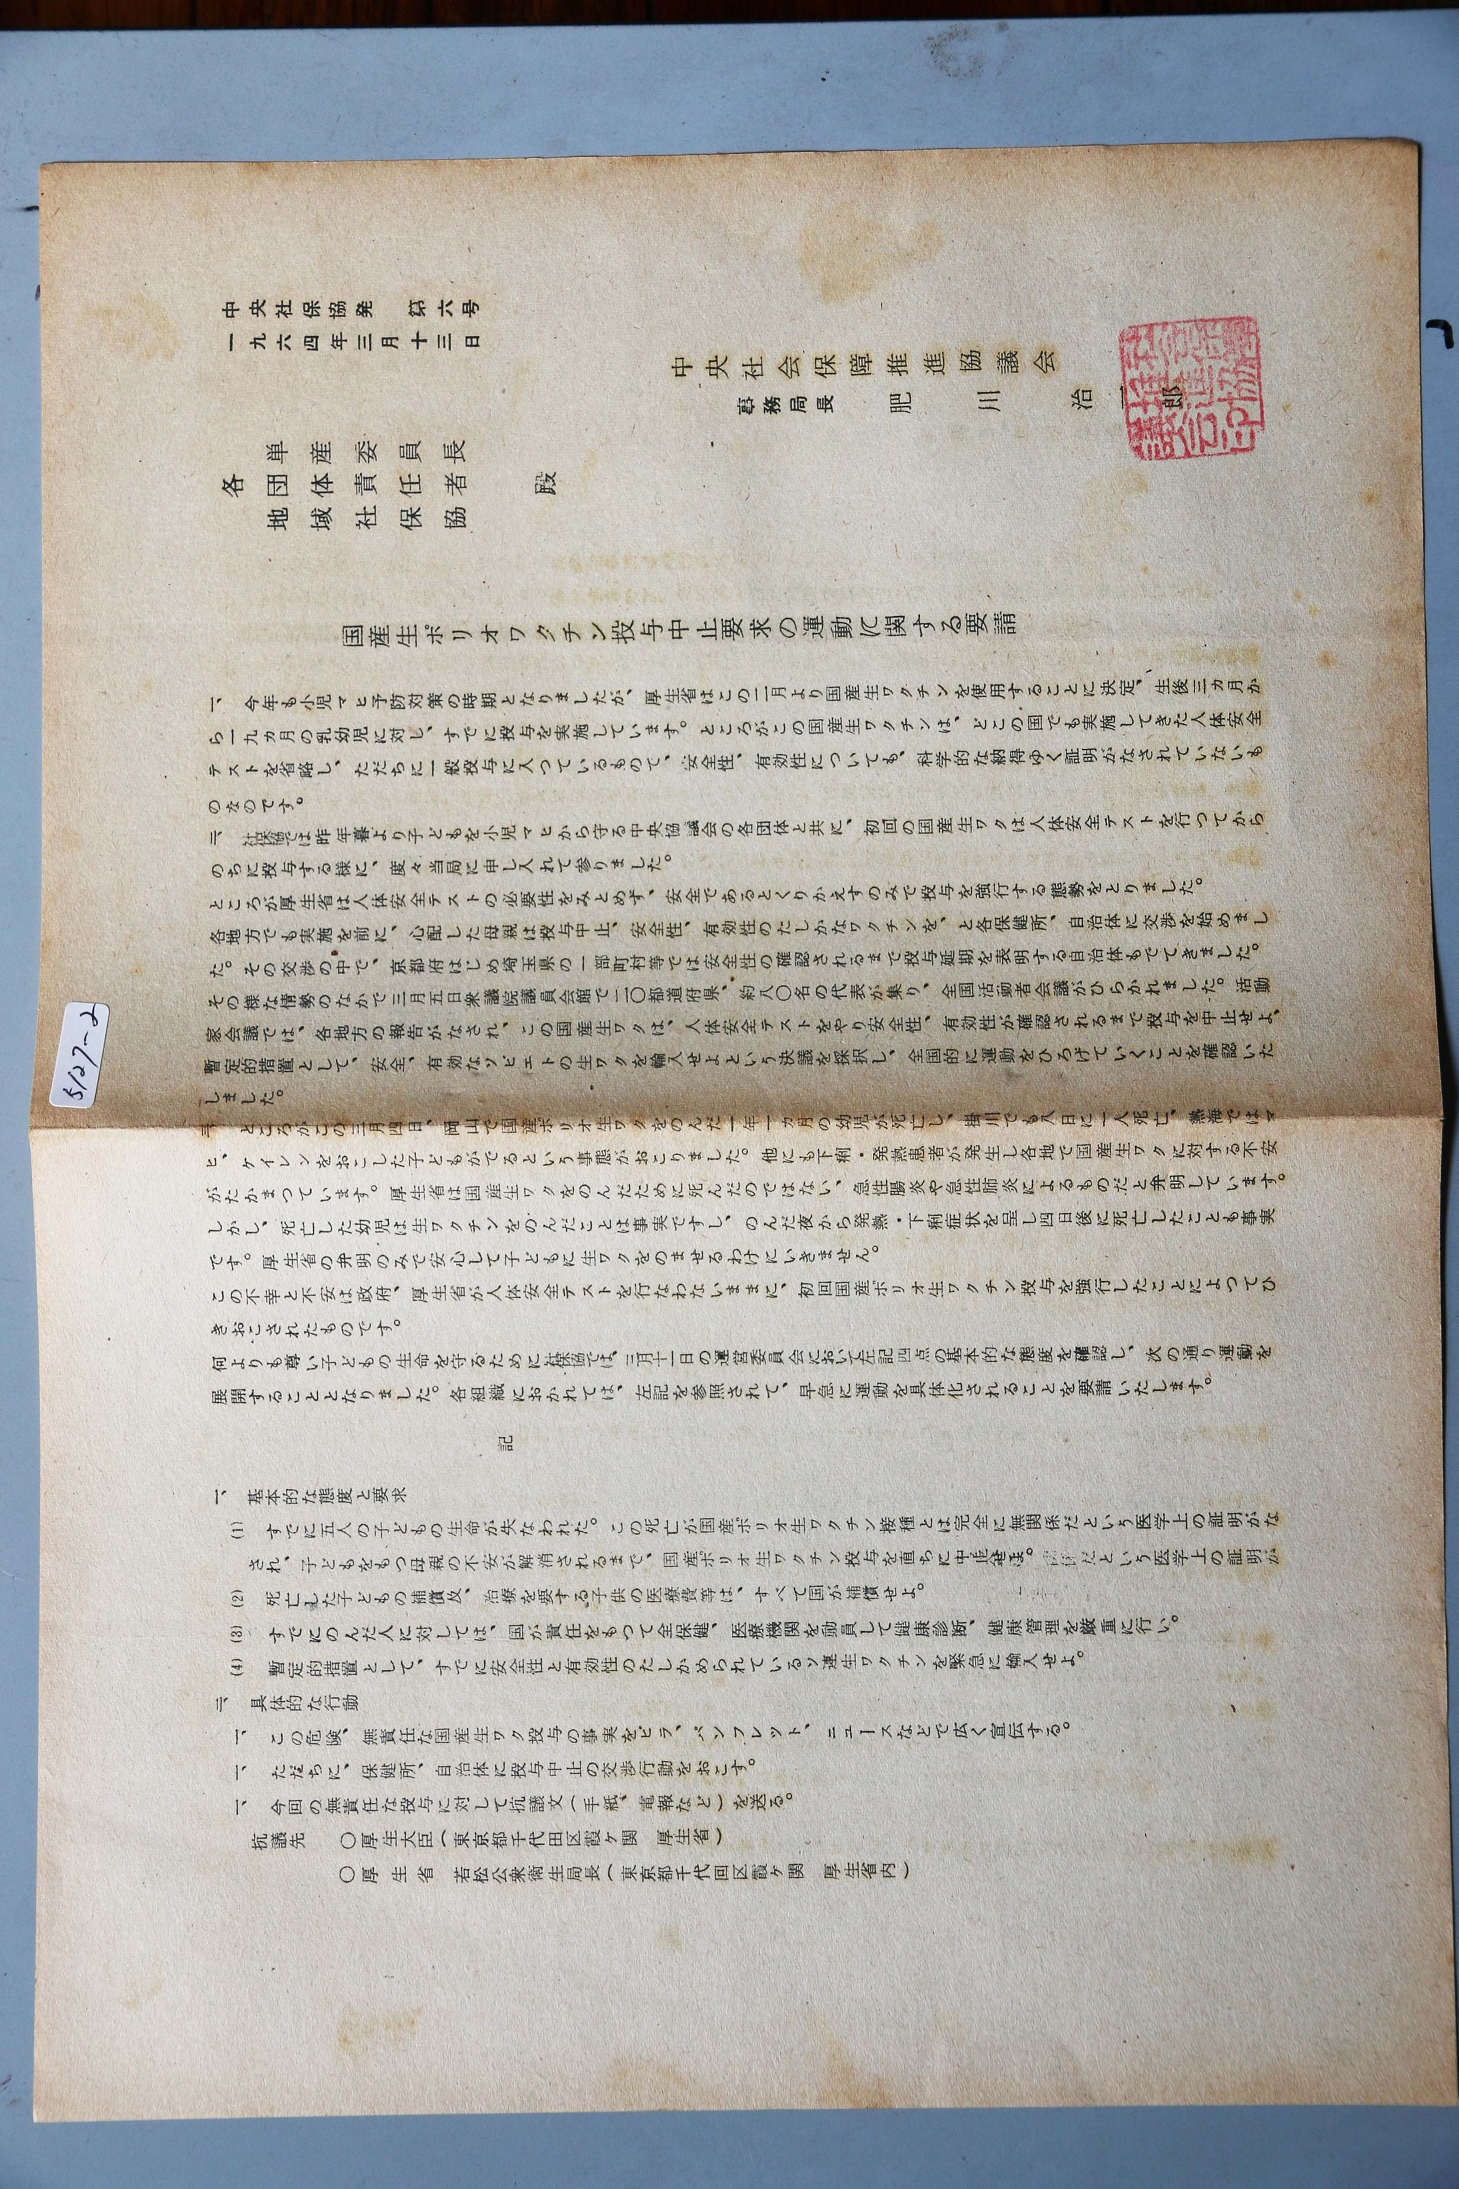 中央社保協発　第六号
一九六四年三月十三日
中央社会保障推進協議会
事務局長　肥川治一郎
各
単産委員長
団体責任者
地域社保協
殿
国産生ポリオワクチン投与中止要求の運動に関する要請
一、今年も小児マヒ予防対策の時期となりましたが、厚生省はこの二月より国産生ワクチンを使用することに決定、生後三カ月か
ら一九カ月の乳幼児に対し、すでに投与を実施しています。ところがこの国産生ワクチンは、どこの国でも実施してきた人体安全
テストを省略し、ただちに一般投与に入っているもので、安全性、有効性についても、科学的な納得ゆく証明がなされていないも
のなのです。
二、社保協では昨年暮より子どもを小児マヒから守る中央協議会の各団体と共に、初回の国産生ワクは人体安全テストを行ってから
のちに投与する様に、度々当局に申し入れて参りました。
ところが厚生省は人体安全テストの必要性をみとめず、安全であるとくりかえすのみで投与を強行する態勢をとりました。
各地方でも実施を前に、心配した母親は投与中止、安全性、有効性のたしかなワクチンを、と各保健所、自治体に交渉を始めまし
た。その交渉の中で、京都府はじめ埼玉県の一部町村等では安全性の確認されるまで投与延期を表明する自治体もでてきました。
その様な情勢のなかで三月五日衆議院議員会館で二〇都道府県、約八〇名の代表が集り、全国活動者会議がひらかれました。活動
家会議では、各地方の報告がなされ、この国産生ワクは、人体安全テストをやり安全性、有効性が確認されるまで投与を中止せよ、
暫定的措置として、安全、有効なソビエトの生ワクを輸入せよという決議を採択し、全国的に運動をひろげていくことを確認いた
しました。
三、ところがこの三月四日、岡山で国産ポリオ生ワクをのんだ一年一カ月の幼児が死亡し、掛川でも八日に一人死亡、熱海ではマ
ヒ、ケイレンをおこした子どもがでるという事態がおこりました。他にも下痢・発熱患者が発生し各地で国産生ワクに対する不安
がたかまっています。厚生省は国産生ワクをのんだために死んだのではない、急性腸炎や急性肺炎によるものだと弁明しています。
しかし、死亡した幼児は生ワクチンをのんだことは事実ですし、のんだ夜から発熱・下痢症状を呈し四日後に死亡したことも事実
です。厚生省の弁明のみで安心して子どもに生ワクをのませるわけにいきません。
この不幸と不安は政府、厚生省が人体安全テストを行なわないままに、初回国産ポリオ生ワクチン投与を強行したことによってひ
きおこされたものです。
何よりも尊い子どもの生命を守るために社保協では、三月十一日の運営委員会において左記四点の基本的な態度を確認し、次の通り運動を
展開することとなりました。各組織におかれては、左記を参照されて、早急に運動を具体化されることを要請いたします。
記
一、基本的な態度と要求
(1)　すでに五人の子どもの生命が失なわれた。この死亡が国産ポリオ生ワクチン接種とは完全に無関係だという医学上の証明がな
され、子どもをもつ母親の不安が解消されるまで、国産ポリオ生ワクチン投与を直ちに中止せよ。だという医学上の証明が
(2)　死亡した子どもの補償及、治療を要する子供の医療費等は、すべて国が補償せよ。
(3)　すでにのんだ人に対しては、国が責任をもって全保健、医療機関を動員して健康診断、健康管理を厳重に行い。
(4)　暫定的措置として、すでに安全性と有効性のたしかめられているソ連生ワクチンを緊急に輸入せよ。
二、具体的な行動
一、この危険、無責任な国産生ワク投与の事実をビラ、パンフレット、ニュースなどで広く宣伝する。
一、ただちに、保健所、自治体に投与中止の交渉行動をおこす。
一、今回の無責任な投与に対して抗議文（手紙、電報など）を送る。
抗議先　〇厚生大臣（東京都千代田区霞ケ関　厚生省）
〇厚生省　若松公衆衛生局長（東京都千代田区霞ケ関　厚生省内）
5127-2